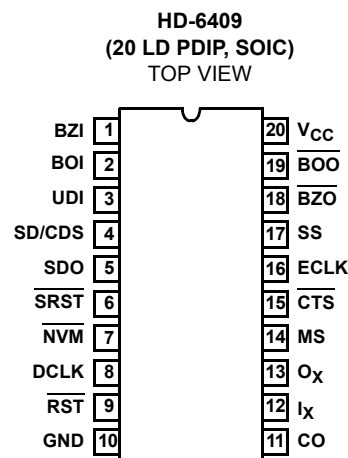 HD-6409
(20 LD PDIP, SOIC)
TOP VIEW
BZI 1 20 VCC
BOI 2 19 BOO
UDI 3 18 BZO
SD/CDS 4 17 SS
SDO 5 16 ECLK
SRST 6 15 CTS
NVM 7 14 MS
DCLK 8 13 OX
RST 9 12 IX
GND 10 11 CO